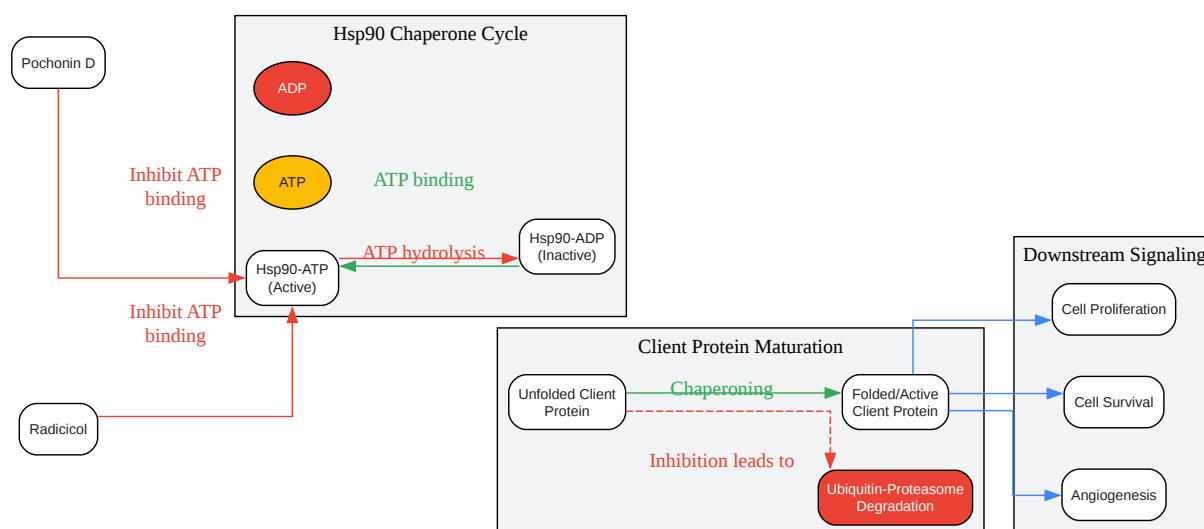 Hsp90 Chaperone Cycle
Pochonin D
ADP
Inhibit ATP
binding
ATP
ATP binding
Hsp90-ADP
(Inactive)
ATP hydrolysis
Hsp90-ATP
(Active)
Inhibit ATP
binding
Radicicol
Client Protein Maturation
Unfolded Client
Protein
Chaperoning
Folded/Active
Client Protein
Inhibition leads to
Ubiquitin-Proteasome
Degradation
Downstream Signaling
Cell Proliferation
Cell Survival
Angiogenesis